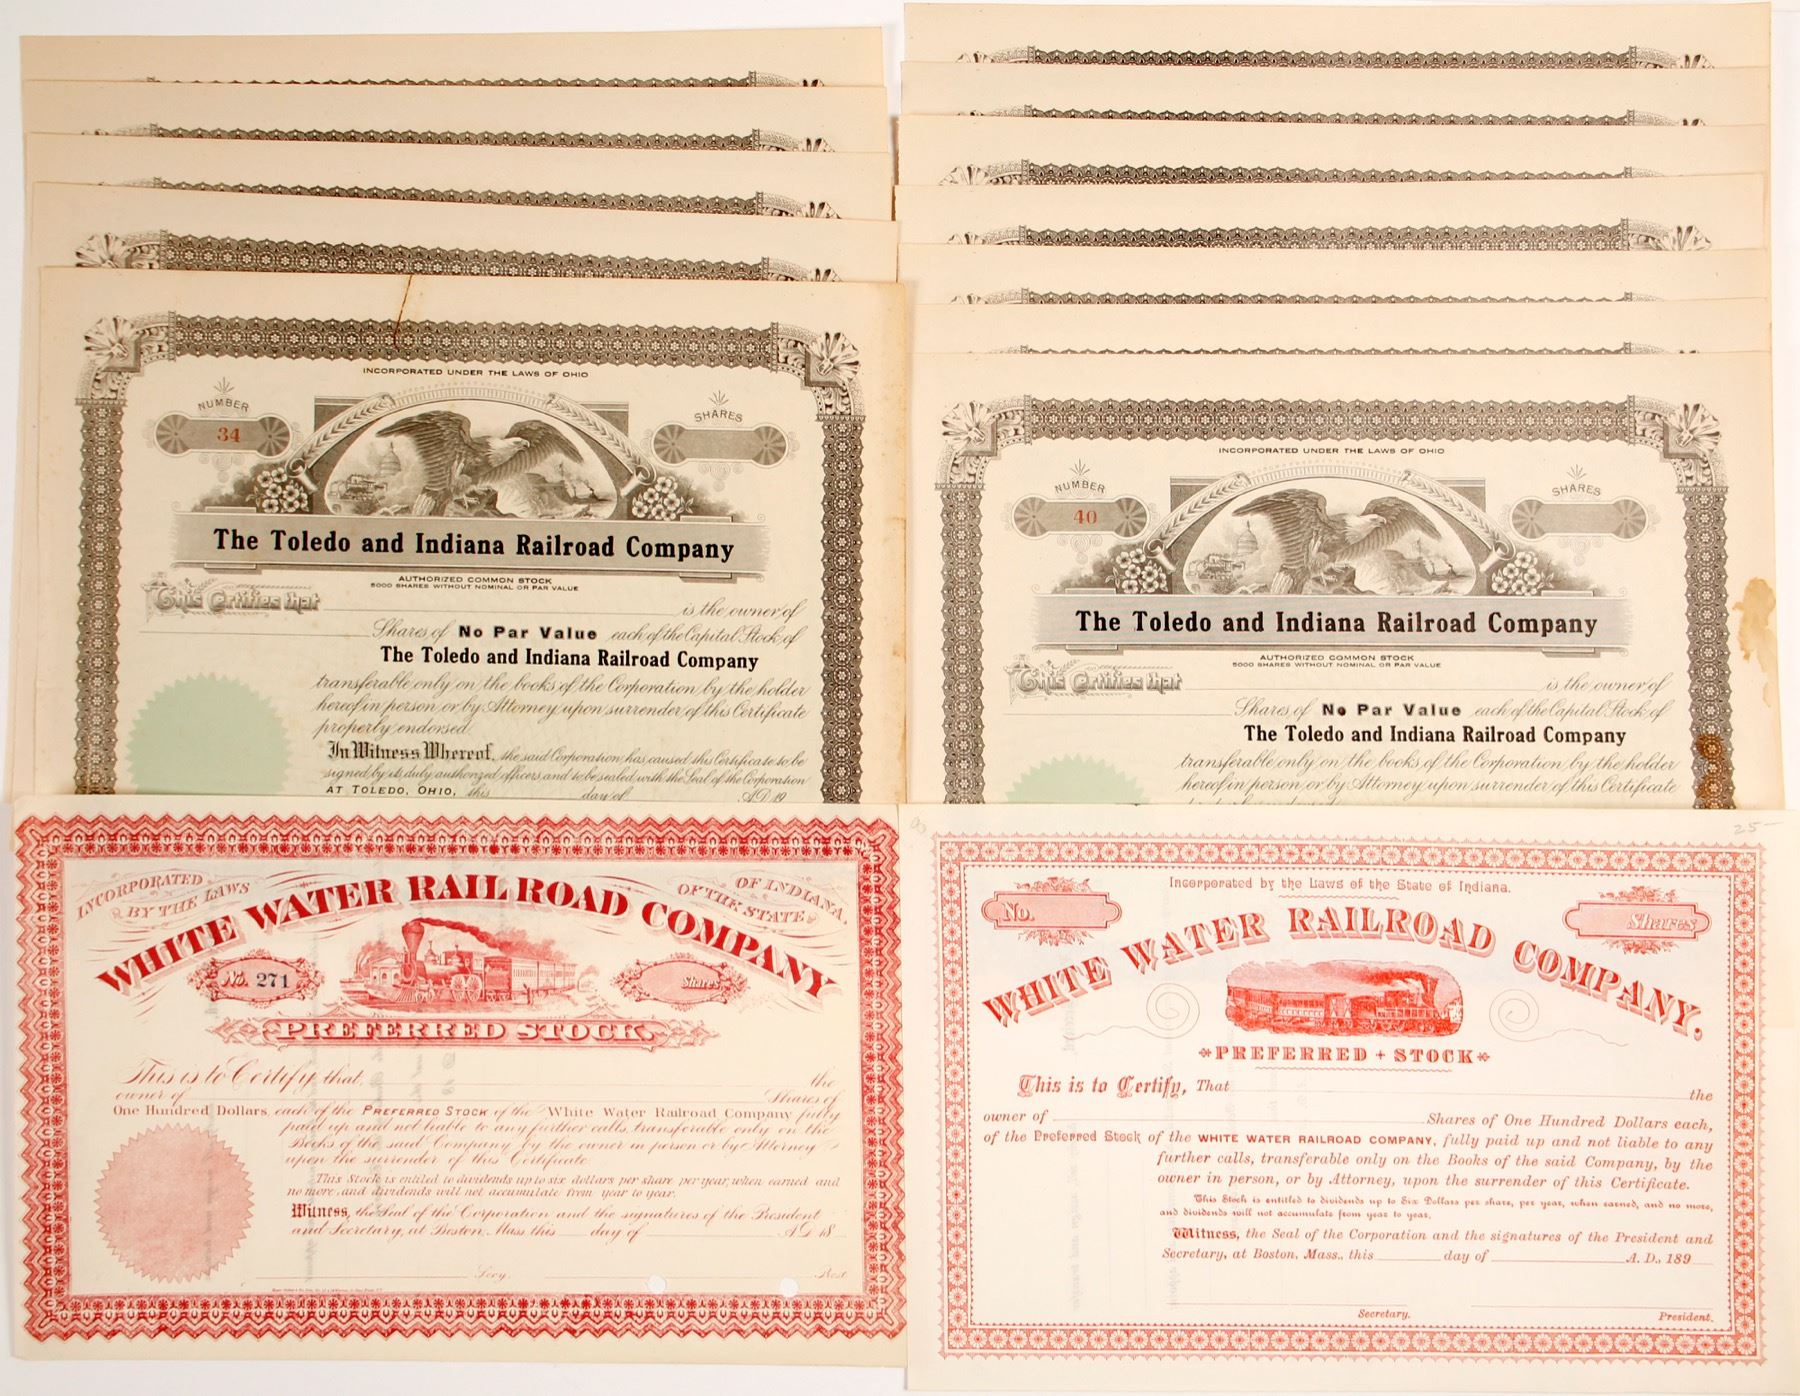 INCORPORATED UNDER THE LAWS OF OHIO
NUMBER
34
SHARES
The Toledo and Indiana Railroad Company
AUTHORIZED COMMON STOCK
5000 SHARES WITHOUT NOMINAL OR PAR VALUE
This Certifies that is the owner of
Shares of No Par Value each of the Capital Stock of
The Toledo and Indiana Railroad Company
transferable only on the books of the Corporation by the holder
hereof in person or by Attorney upon surrender of this Certificate
properly endorsed.
In Witness Whereof, the said Corporation has caused this Certificate to be
signed by its duly authorized officers and to be sealed with the Seal of the Corporation
AT TOLEDO, OHIO, this day of A.D. 19
INCORPORATED UNDER THE LAWS OF OHIO
NUMBER
40
SHARES
The Toledo and Indiana Railroad Company
AUTHORIZED COMMON STOCK
5000 SHARES WITHOUT NOMINAL OR PAR VALUE
This Certifies that is the owner of
Shares of No Par Value each of the Capital Stock of
The Toledo and Indiana Railroad Company
transferable only on the books of the Corporation by the holder
hereof in person or by Attorney upon surrender of this Certificate
INCORPORATED BY THE LAWS OF THE STATE OF INDIANA.
WHITE WATER RAIL ROAD COMPANY
No. 271
Shares
PREFERRED STOCK.
This is to Certify that, the
owner of Shares of
One Hundred Dollars, each of the PREFERRED STOCK of the White Water Railroad Company fully
paid up and not liable to any further calls, transferable only on the
Books of the said Company by the owner in person or by Attorney
upon the surrender of this Certificate.
This Stock is entitled to dividends up to six dollars per share per year, when earned and
no more, and dividends will not accumulate from year to year.
Witness, the Seal of the Corporation and the signatures of the President
and Secretary, at Boston, Mass. this day of A.D. 18
Secy. Prest.
25-
Incorporated by the Laws of the State of Indiana.
No.
Shares
WHITE WATER RAILROAD COMPANY.
PREFERRED + STOCK
This is to Certify, That the
owner of Shares of One Hundred Dollars each,
of the Preferred Stock of the WHITE WATER RAILROAD COMPANY, fully paid up and not liable to any
further calls, transferable only on the Books of the said Company, by the
owner in person, or by Attorney, upon the surrender of this Certificate.
This Stock is entitled to dividends up to Six Dollars per share, per year, when earned, and no more,
and dividends will not accumulate from year to year.
Witness, the Seal of the Corporation and the signatures of the President and
Secretary, at Boston, Mass., this day of A. D., 189
Secretary. President.